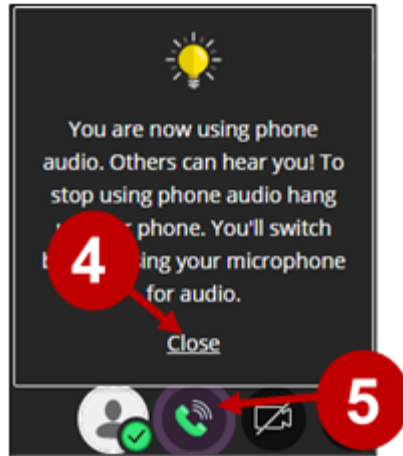 You are now using phone
audio. Others can hear you! To
stop using phone audio hang
phone. You'll switch
your microphone
for audio.
4
Close
5